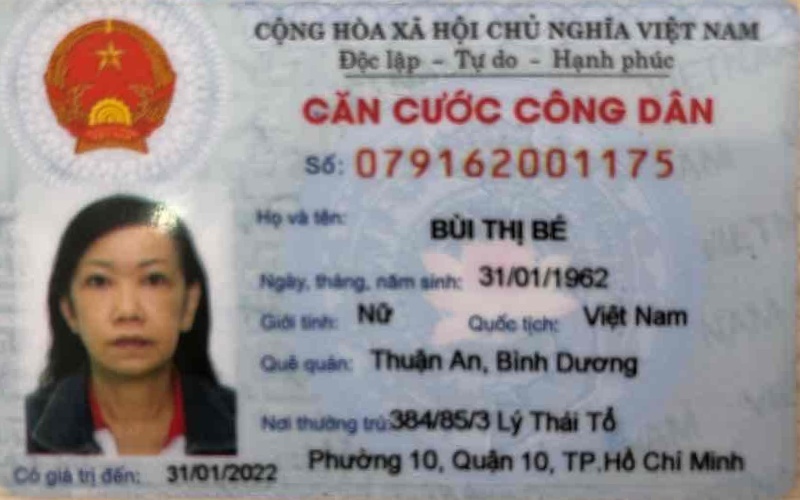 CỘNG HÒA XÃ HỘI CHỦ NGHĨA VIỆT NAM
Độc lập - Tự do - Hạnh phúc
CĂN CƯỚC CÔNG DÂN
Số: 079162001175
Họ và tên: BÙI THỊ BÉ
Ngày, tháng, năm sinh: 31/01/1962
Giới tính: Nữ Quốc tịch: Việt Nam
Quê quán: Thuận An, Bình Dương
Nơi thường trú: 384/85/3 Lý Thái Tổ
Phường 10, Quận 10, TP.Hồ Chí Minh
Có giá trị đến: 31/01/2022